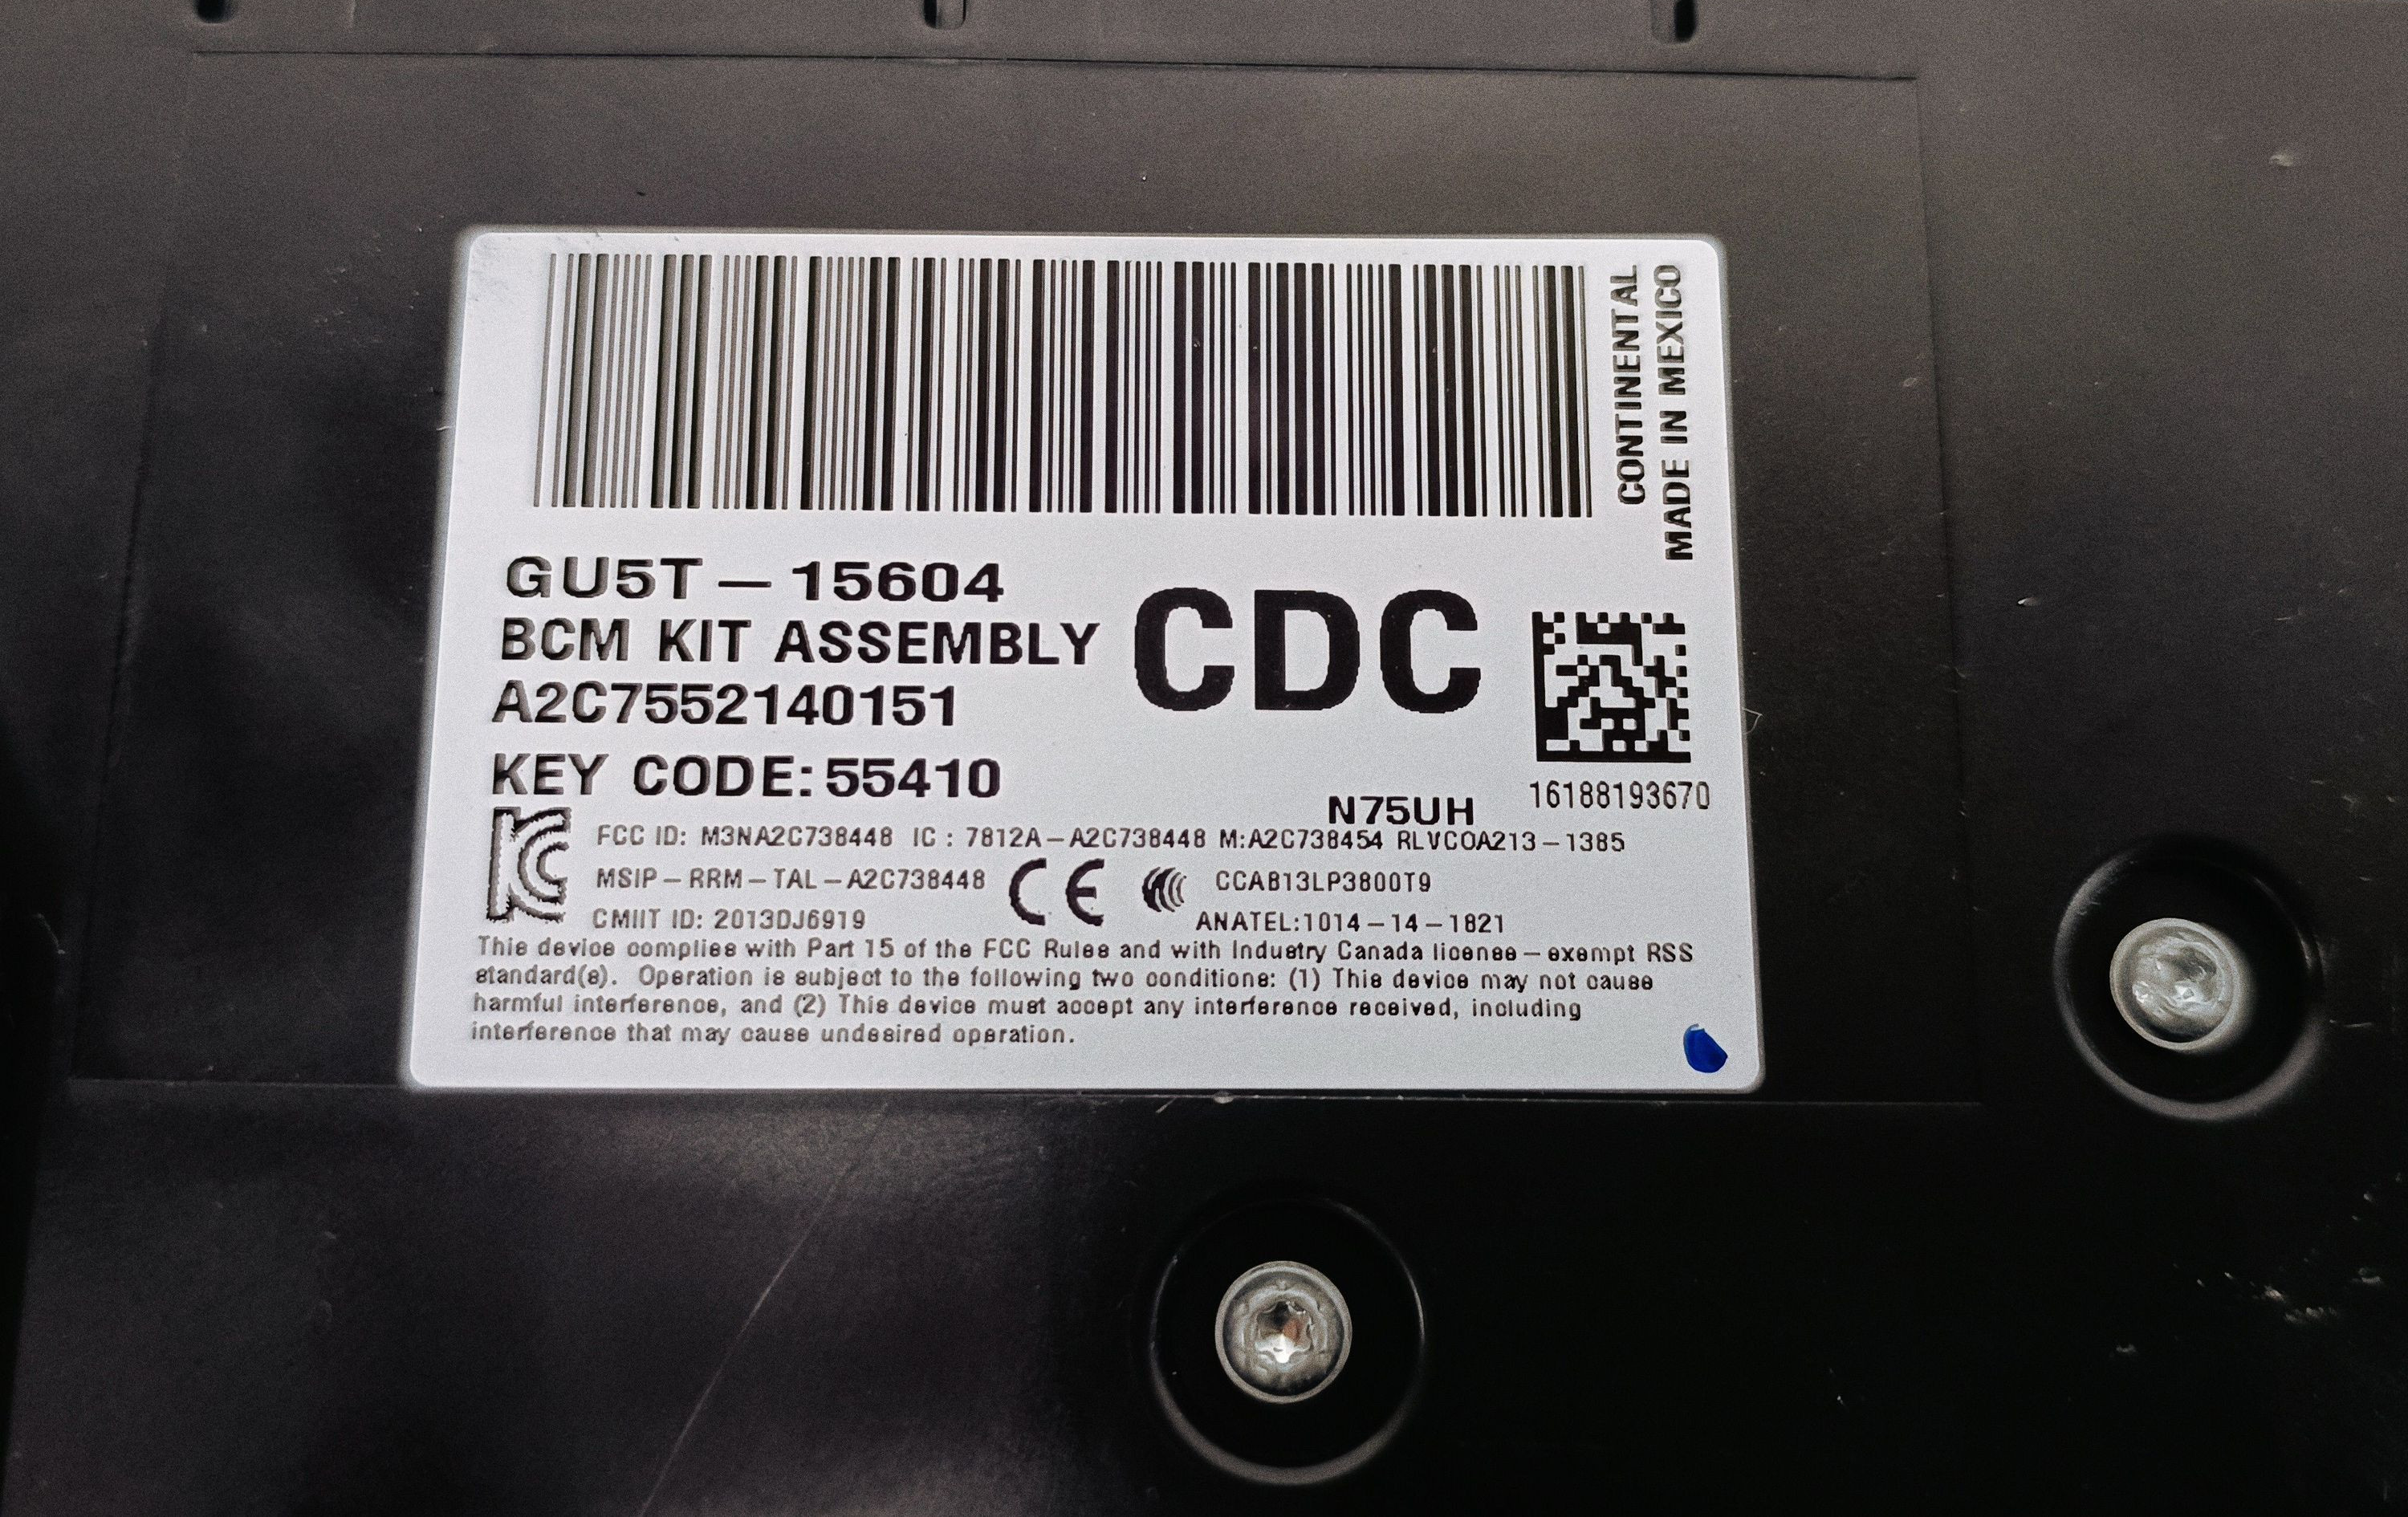 CONTINENTAL
MADE IN MEXICO
GU5T-15604
BCM KIT ASSEMBLY
CDC
A2C7552140151
KEY CODE:55410
16188193670
N75UH
FCC ID: M3NA2C738448 IC : 7812A-A2C738448 M:A2C738454 RLVCOA213-1385
MSIP-RRM-TAL-A2C738448
CE
CCAB13LP3800T9
CMIIT ID: 2013DJ6919
ANATEL:1014-14-1821
This device complies with Part 15 of the FCC Rules and with Industry Canada license-exempt RSS
standard(s). Operation is subject to the following two conditions: (1) This device may not cause
harmful interference, and (2) This device must accept any interference received, including
interference that may cause undesired operation.